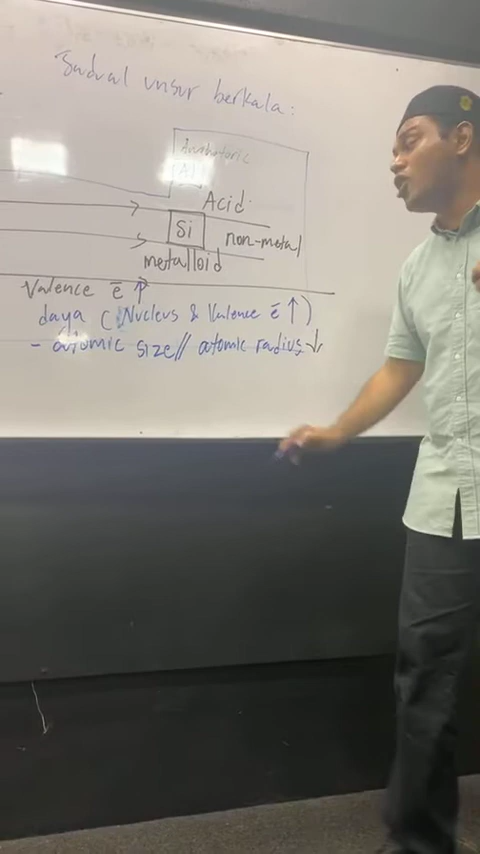 Jadual unsur berkala:
Amphoteric
Al
Acid
Si
non-metal
metalloid
Valence ē ↑
daya (Nucleus & Valence ē ↑)
- atomic size // atomic radius ↓